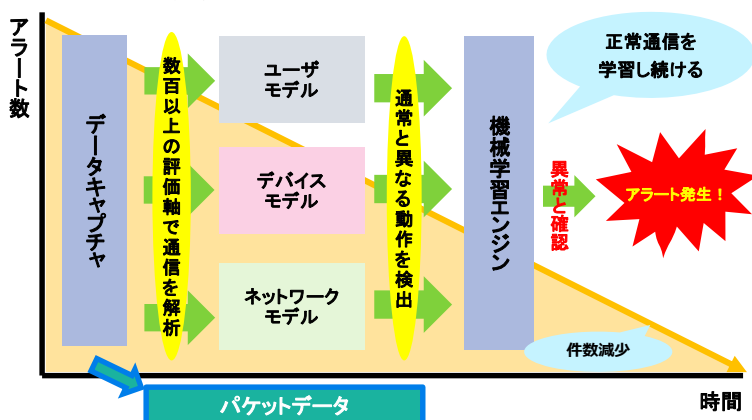 アラート数
データキャプチャ
数百以上の評価軸で通信を解析
ユーザ
モデル
デバイス
モデル
ネットワーク
モデル
通常と異なる動作を検出
機械学習エンジン
正常通信を
学習し続ける
異常と確認
アラート発生！
件数減少
パケットデータ
時間